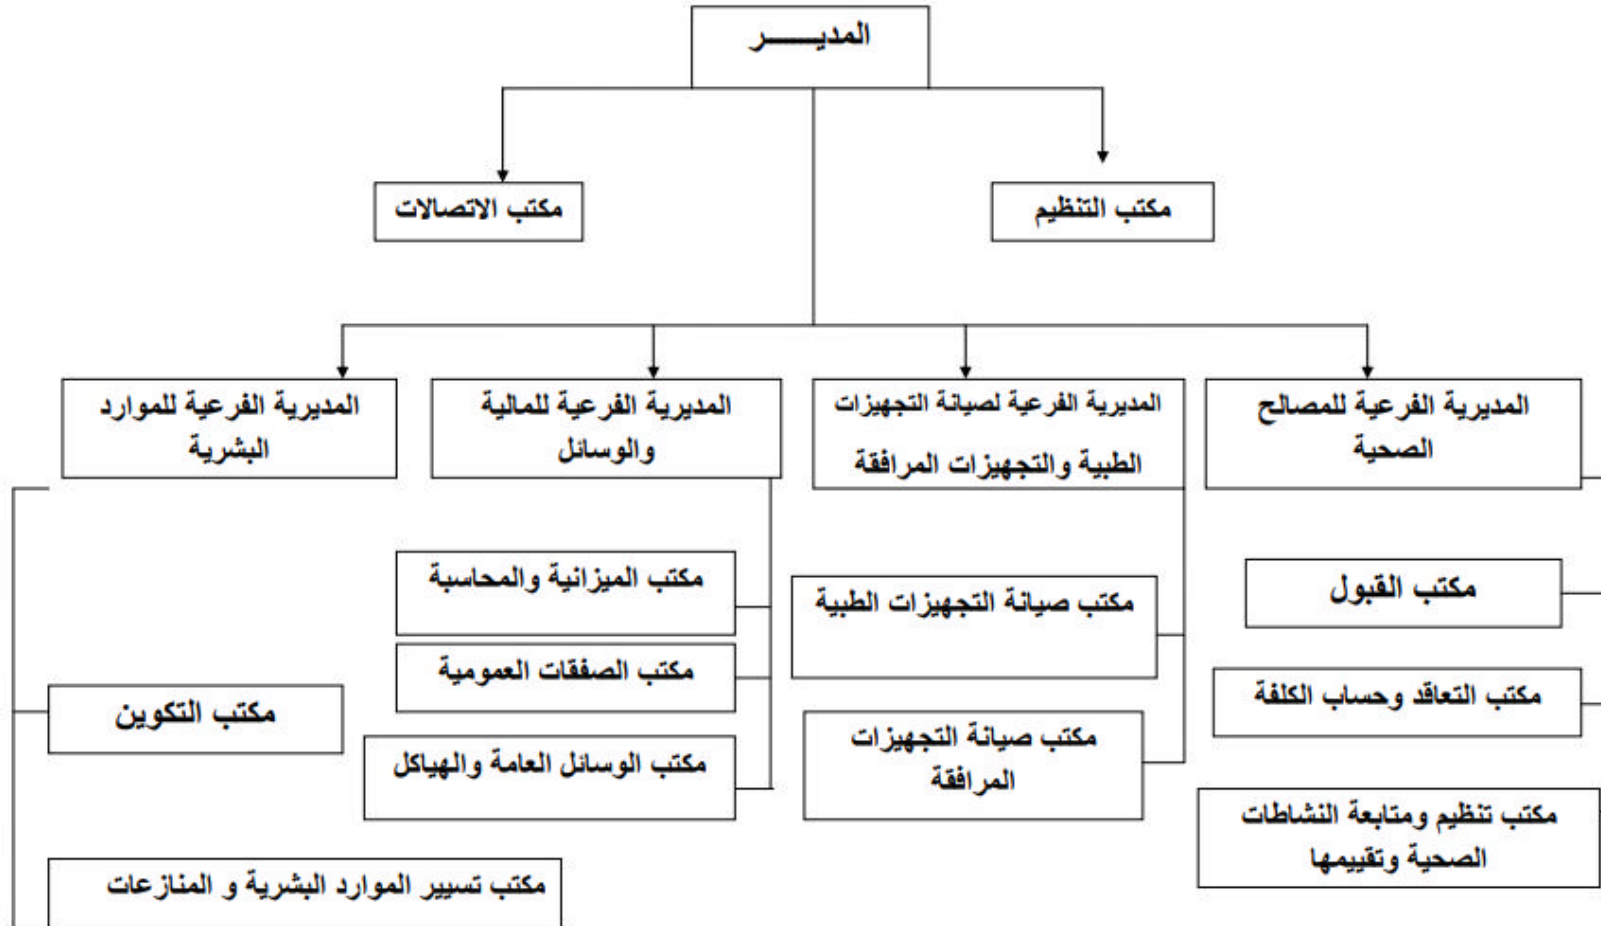 المديـــــــر
مكتب التنظيم
مكتب الاتصالات
المديرية الفرعية للمصالح
الصحية
المديرية الفرعية لصيانة التجهيزات
الطبية والتجهيزات المرافقة
المديرية الفرعية للمالية
والوسائل
المديرية الفرعية للموارد
البشرية
مكتب القبول
مكتب التعاقد وحساب الكلفة
مكتب تنظيم ومتابعة النشاطات
الصحية وتقييمها
مكتب صيانة التجهيزات الطبية
مكتب صيانة التجهيزات
المرافقة
مكتب الميزانية والمحاسبة
مكتب الصفقات العمومية
مكتب الوسائل العامة والهياكل
مكتب التكوين
مكتب تسيير الموارد البشرية و المنازعات